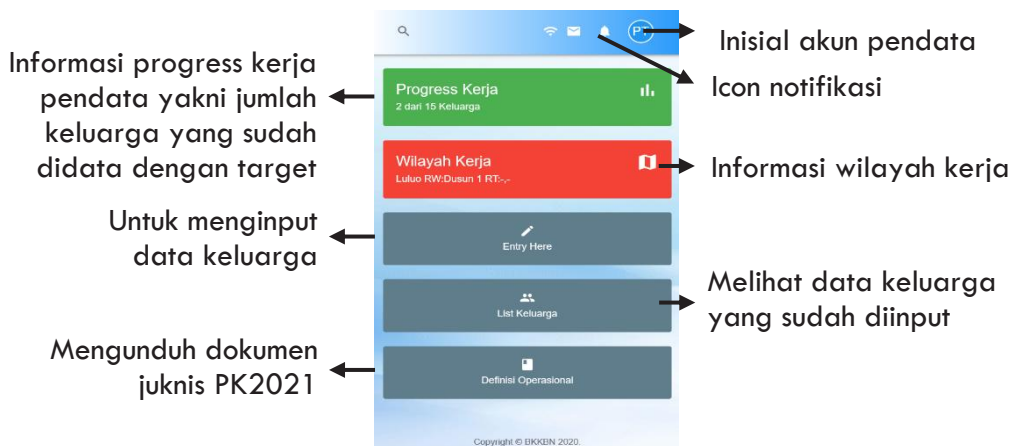 PT
Inisial akun pendata
Icon notifikasi
Informasi progress kerja
pendata yakni jumlah
keluarga yang sudah
didata dengan target
Progress Kerja
2 dari 15 Keluarga
Wilayah Kerja
Luluo RW:Dusun 1 RT:-,-
Informasi wilayah kerja
Untuk menginput
data keluarga
Entry Here
List Keluarga
Melihat data keluarga
yang sudah diinput
Mengunduh dokumen
juknis PK2021
Definisi Operasional
Copyright © BKKBN 2020.